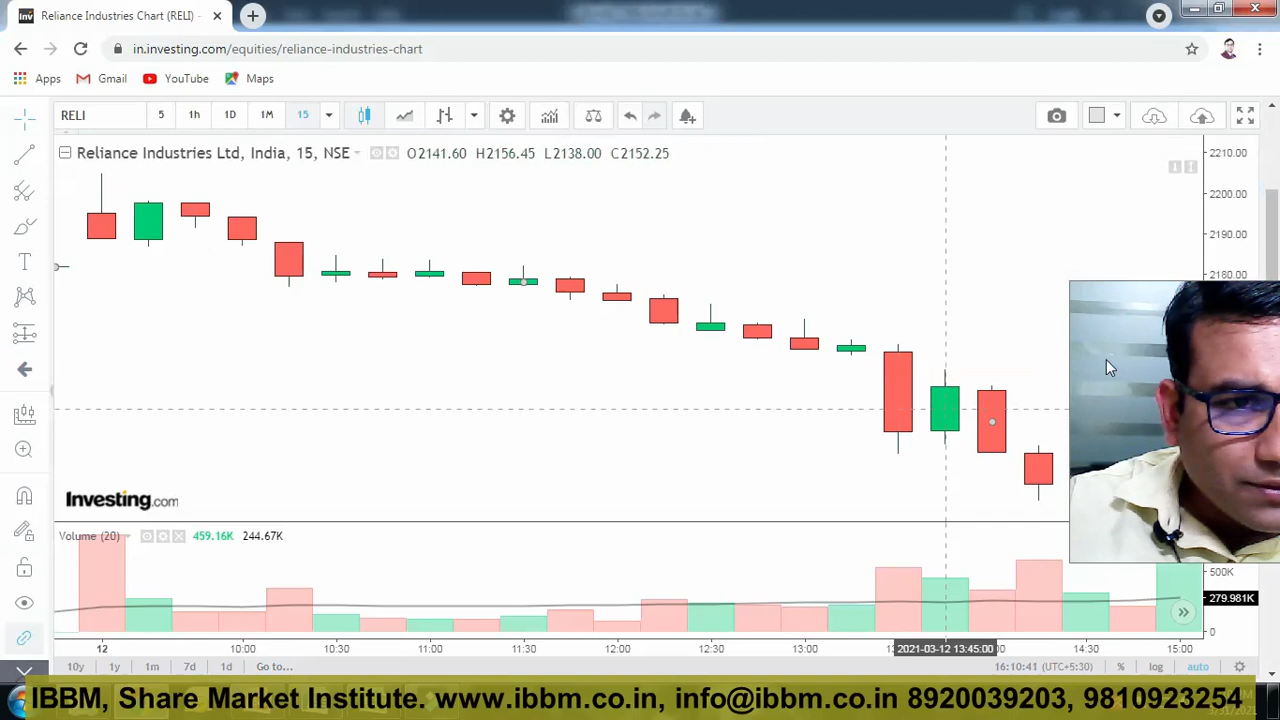 Reliance Industries Chart (RELI) -
in.investing.com/equities/reliance-industries-chart
Apps Gmail YouTube Maps
RELI 5 1h 1D 1M 15
Reliance Industries Ltd, India, 15, NSE O2141.60 H2156.45 L2138.00 C2152.25
2210.00
2200.00
2190.00
2180.00
Investing.com
Volume (20) 459.16K 244.67K
500K
279.981K
0
12 10:00 10:30 11:00 11:30 12:00 12:30 13:00 2021-03-12 13:45:00 14:30 15:00
10y 1y 1m 7d 1d Go to... 16:10:41 (UTC+5:30) % log auto
IBBM, Share Market Institute. www.ibbm.co.in, info@ibbm.co.in 8920039203, 9810923254.